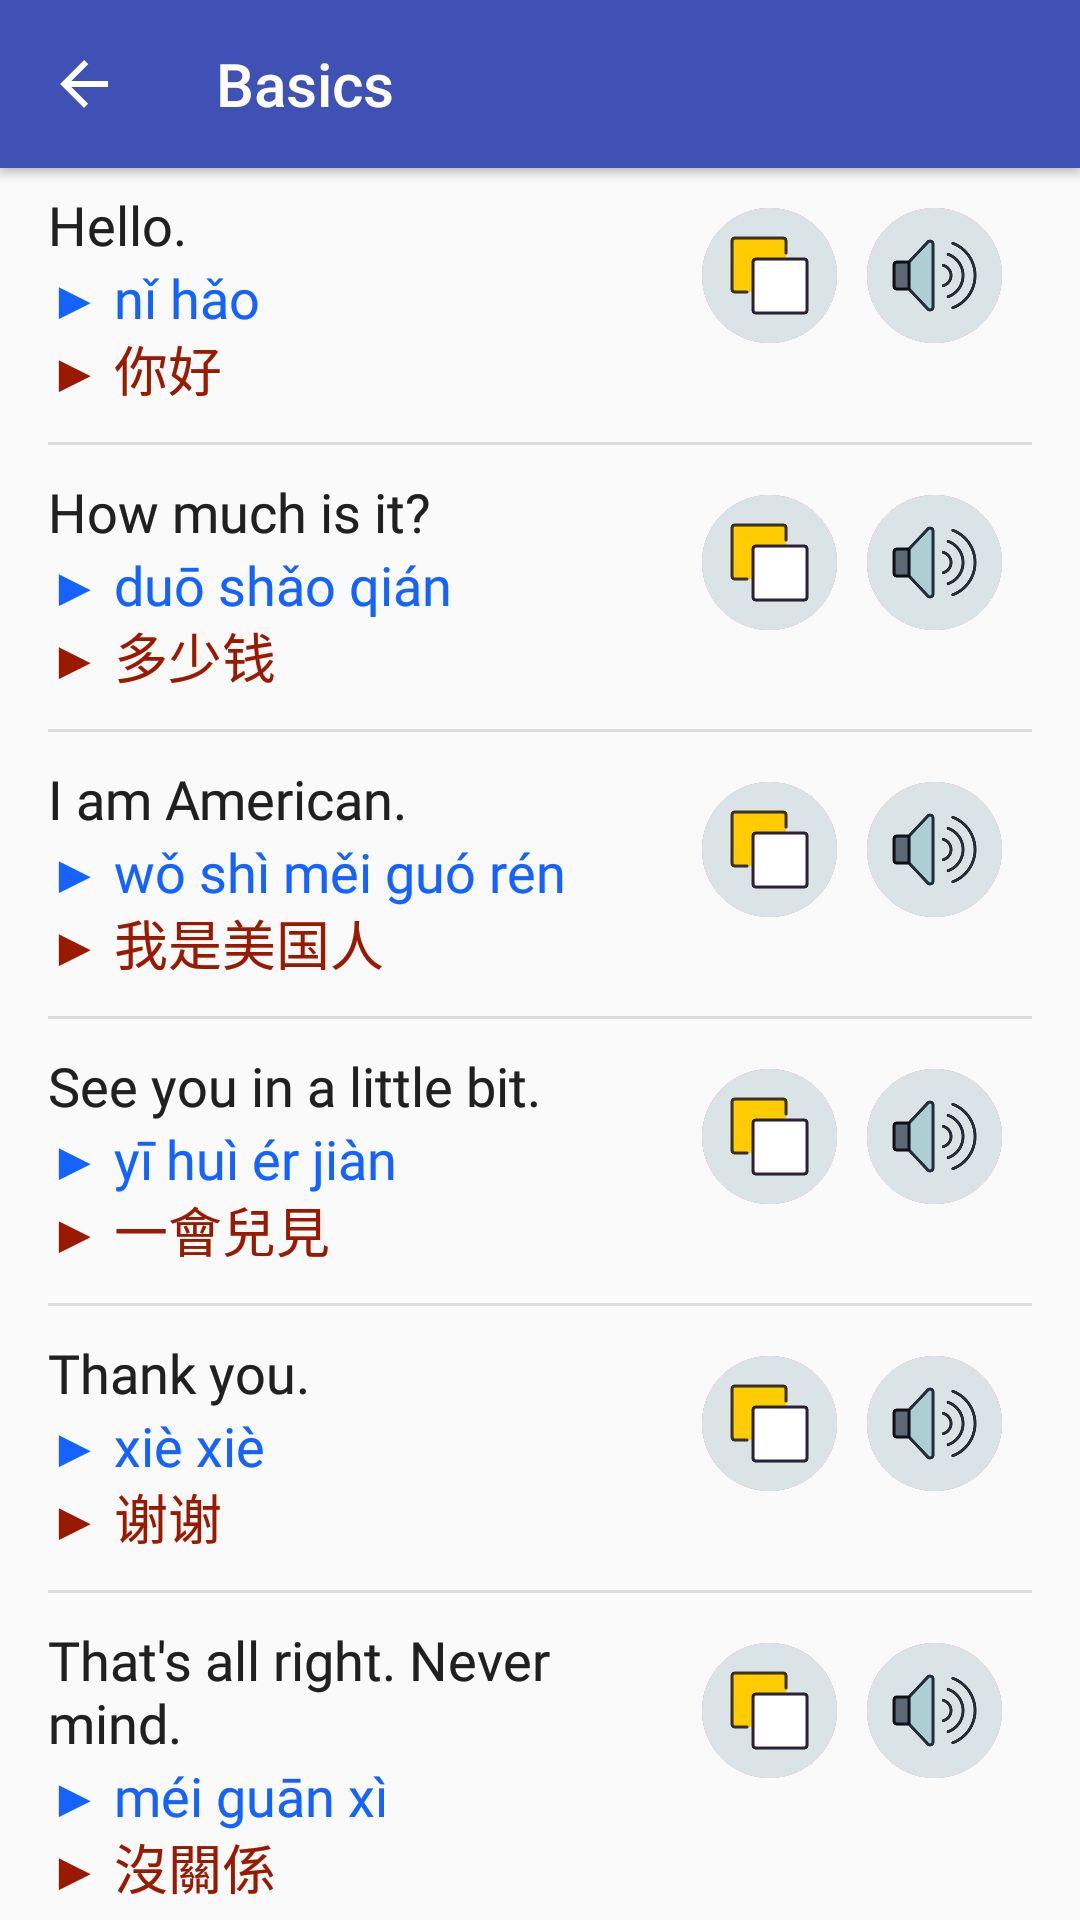 Basics
Hello.
► nǐ hǎo
► 你好
How much is it?
► duō shǎo qián
► 多少钱
I am American.
► wǒ shì měi guó rén
► 我是美国人
See you in a little bit.
► yī huì ér jiàn
► 一會兒見
Thank you.
► xiè xiè
► 谢谢
That's all right. Never
mind.
► méi guān xì
► 沒關係